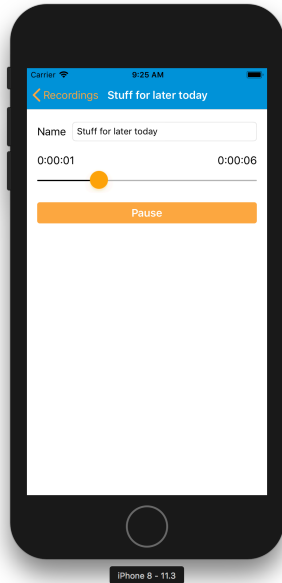 Carrier 9:25 AM
Recordings Stuff for later today
Name Stuff for later today
0:00:01 0:00:06
Pause
iPhone 8 - 11.3